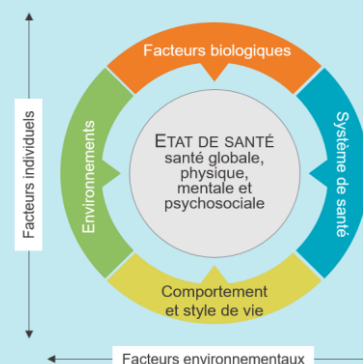 Facteurs biologiques
Facteurs individuels
Environnements
ETAT DE SANTÉ
santé globale,
physique,
mentale et
psychosociale
Système de santé
Comportement
et style de vie
Facteurs environnementaux